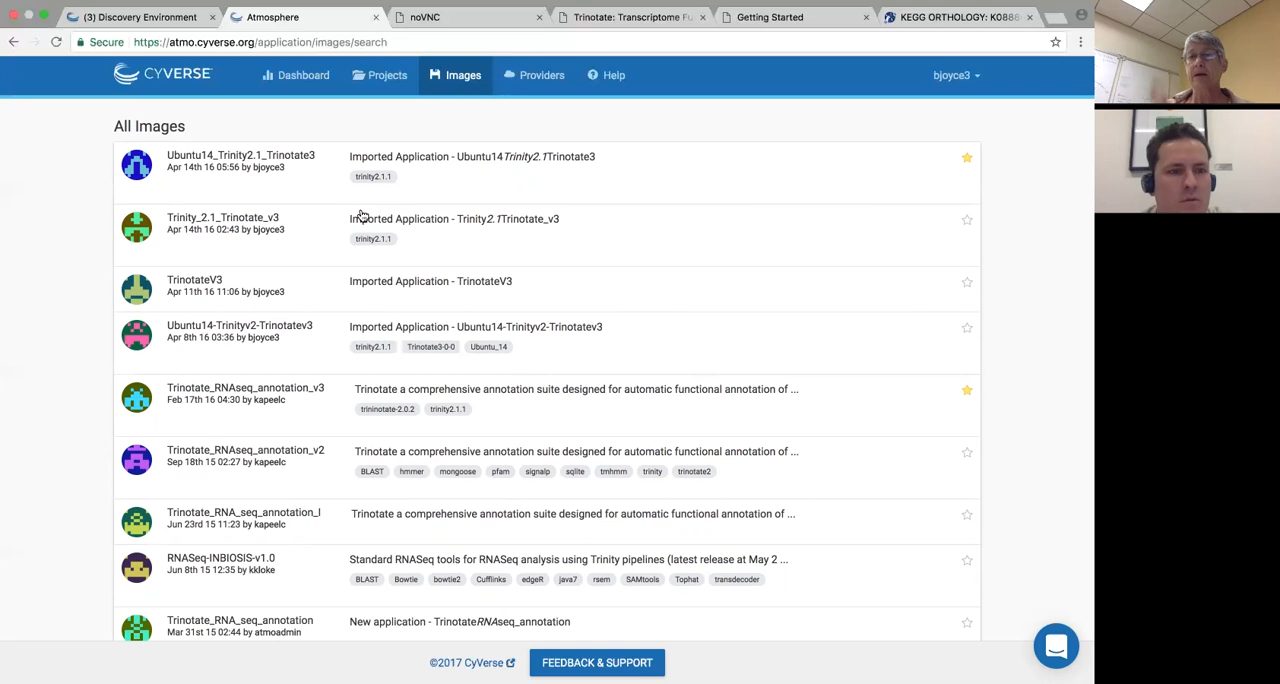 Discovery Environment
Atmosphere
noVNC
Trinotate: Transcriptome Fu
Getting Started
KEGG ORTHOLOGY: K088
Secure
https://atmo.cyverse.org/application/images/search
CYVERSE
Dashboard
Projects
Images
Providers
Help
bjoyce3
All Images
Ubuntu14_Trinity2.1_Trinotate3
Apr 14th 16 05:56 by bjoyce3
Imported Application - Ubuntu14Trinity2.1Trinotate3
trinity2.1.1
Trinity_2.1_Trinotate_v3
Apr 14th 16 02:43 by bjoyce3
Imported Application - Trinity2.1Trinotate_v3
trinity2.1.1
TrinotateV3
Apr 11th 16 11:06 by bjoyce3
Imported Application - TrinotateV3
Ubuntu14-Trinityv2-Trinotatev3
Apr 8th 16 03:36 by bjoyce3
Imported Application - Ubuntu14-Trinityv2-Trinotatev3
trinity2.1.1 Trinotate3-0-0 Ubuntu_14
Trinotate_RNAseq_annotation_v3
Feb 17th 16 04:30 by kapeelc
Trinotate a comprehensive annotation suite designed for automatic functional annotation of ...
trininotate-2.0.2 trinity2.1.1
Trinotate_RNAseq_annotation_v2
Sep 18th 15 02:27 by kapeelc
Trinotate a comprehensive annotation suite designed for automatic functional annotation of ...
BLAST hmmer mongoose pfam signalp sqlite tmhmm trinity trinotate2
Trinotate_RNA_seq_annotation_I
Jun 23rd 15 11:23 by kapeelc
Trinotate a comprehensive annotation suite designed for automatic functional annotation of ...
RNASeq-INBIOSIS-v1.0
Jun 8th 15 12:35 by kkloke
Standard RNASeq tools for RNASeq analysis using Trinity pipelines (latest release at May 2 ...
BLAST Bowtie bowtie2 Cufflinks edgeR java7 rsem SAMtools Tophat transdecoder
Trinotate_RNA_seq_annotation
Mar 31st 15 02:44 by atmoadmin
New application - TrinotateRNAseq_annotation
©2017 CyVerse
FEEDBACK & SUPPORT